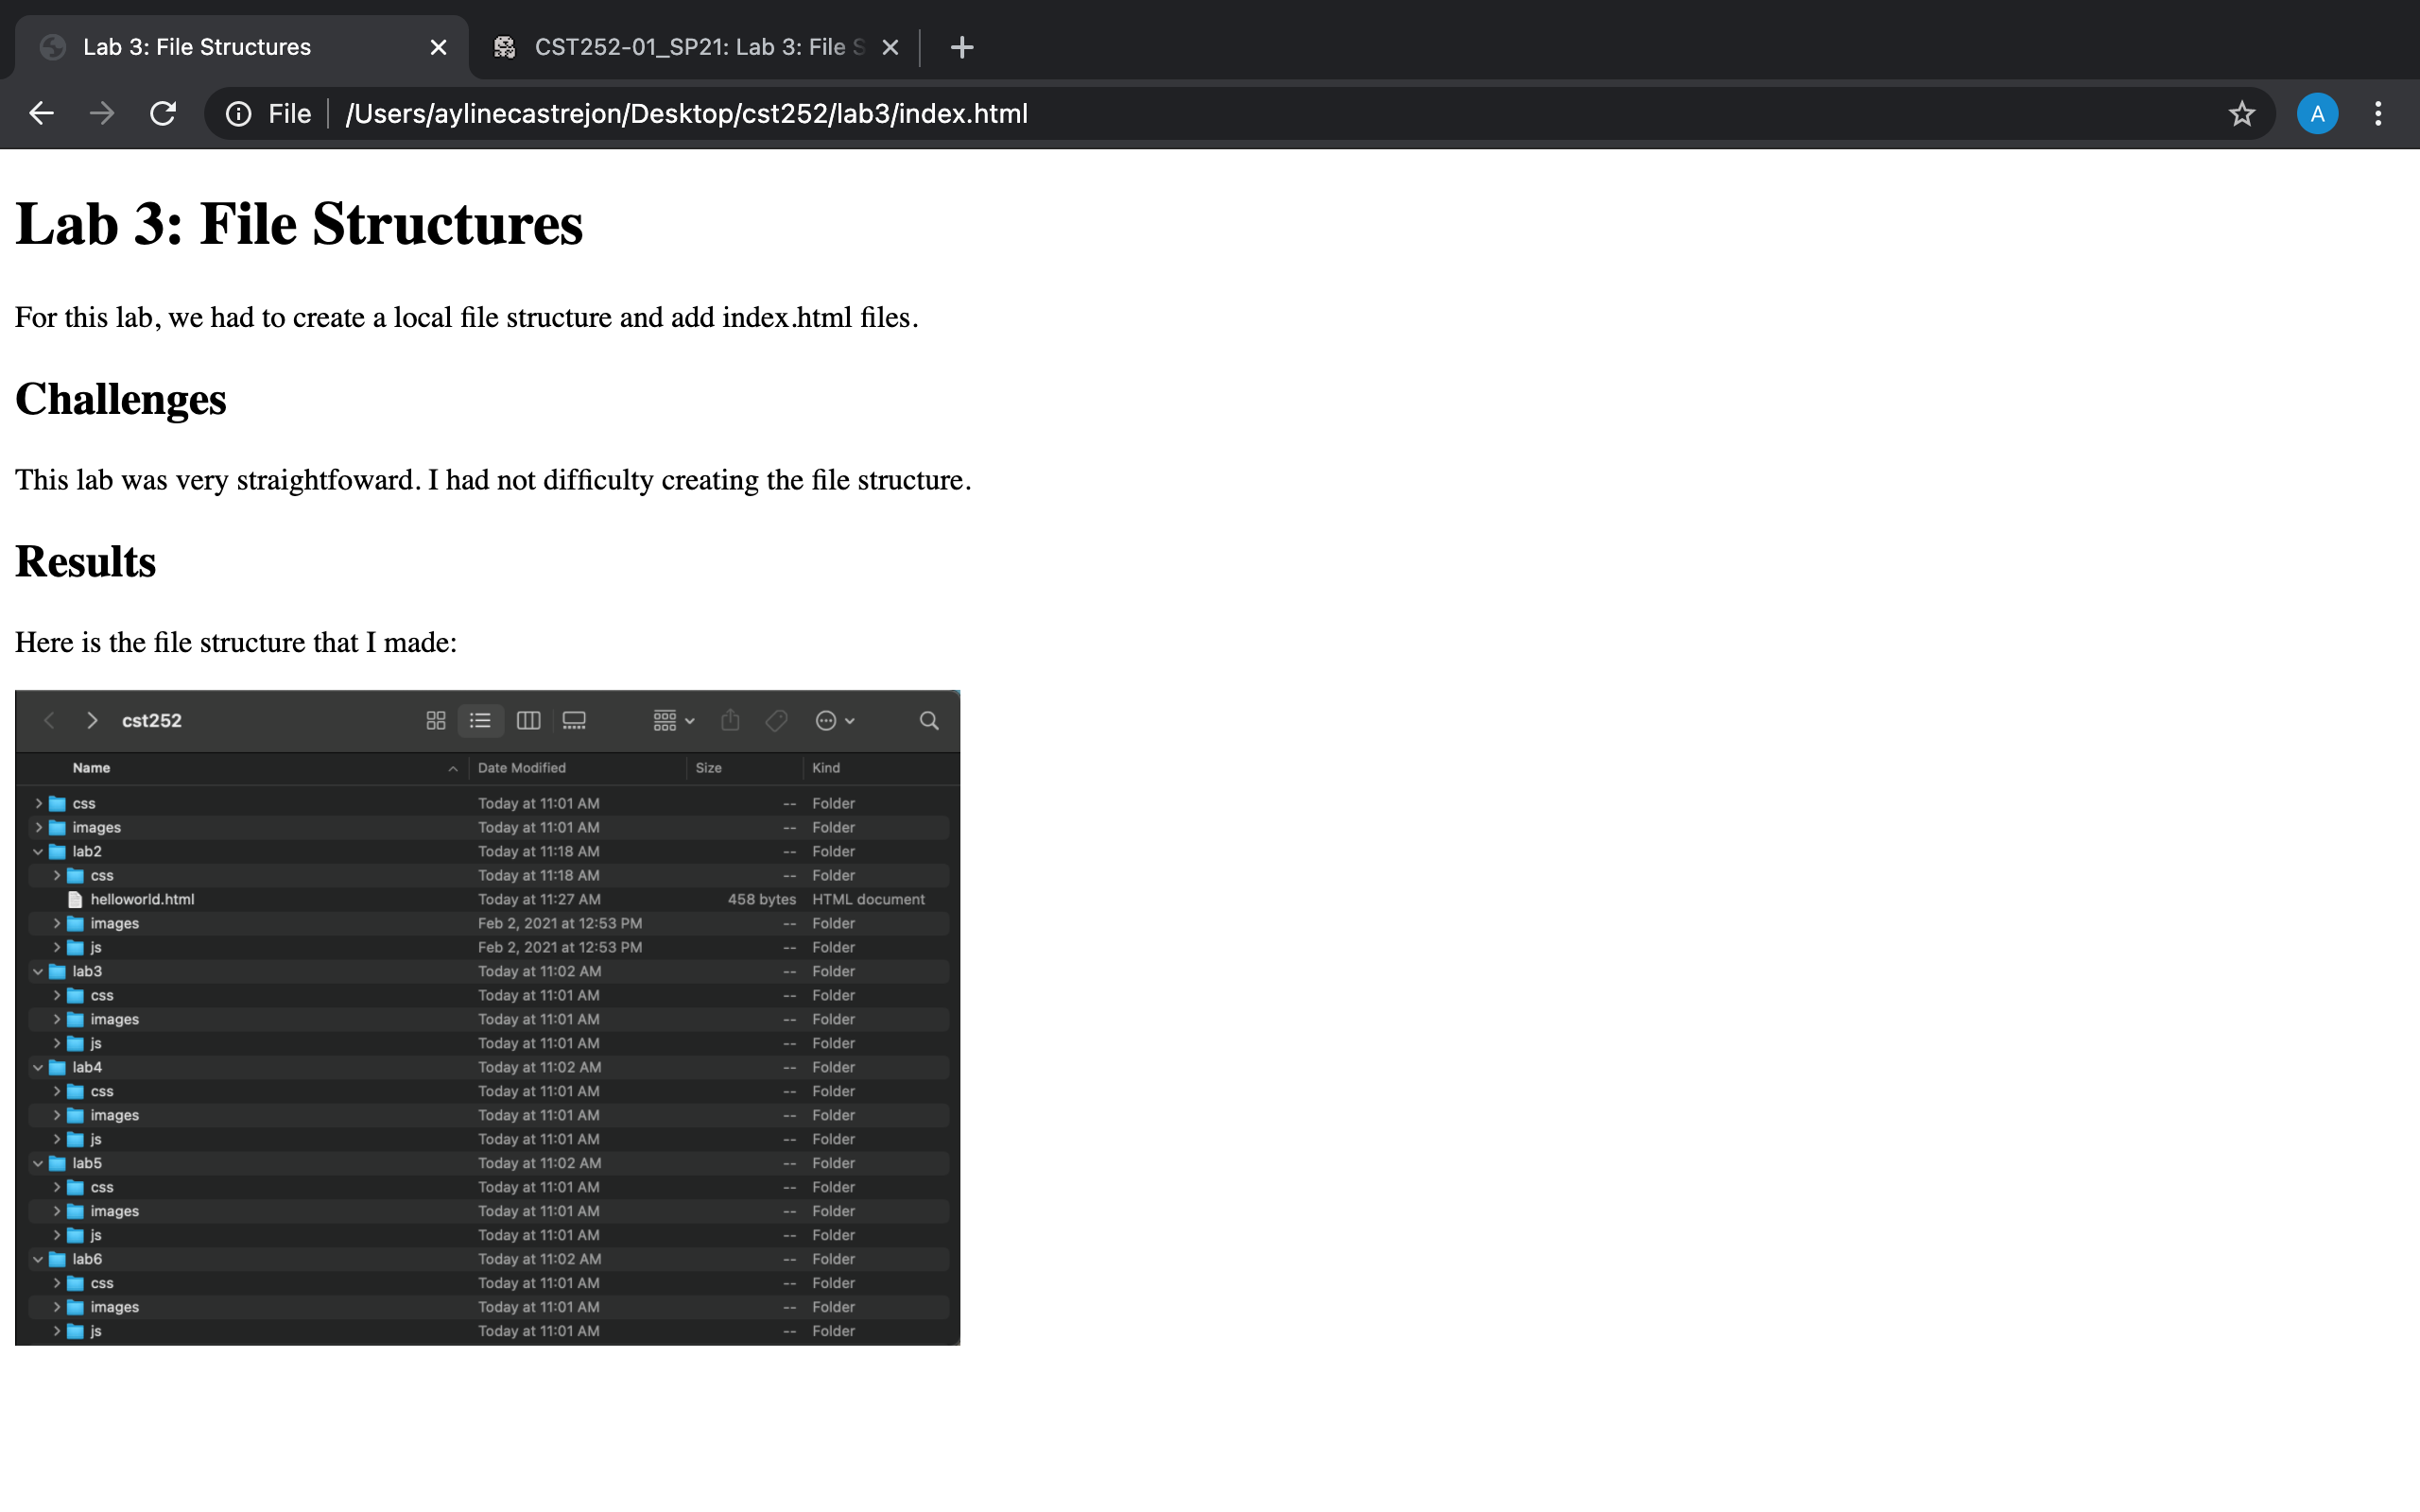 Lab 3: File Structures
CST252-01_SP21: Lab 3: File S
File /Users/aylinecastrejon/Desktop/cst252/lab3/index.html A
Lab 3: File Structures
For this lab, we had to create a local file structure and add index.html files.
Challenges
This lab was very straightfoward. I had not difficulty creating the file structure.
Results
Here is the file structure that I made:
cst252
Name Date Modified Size Kind
css Today at 11:01 AM -- Folder
images Today at 11:01 AM -- Folder
lab2 Today at 11:18 AM -- Folder
css Today at 11:18 AM -- Folder
helloworld.html Today at 11:27 AM 458 bytes HTML document
images Feb 2, 2021 at 12:53 PM -- Folder
js Feb 2, 2021 at 12:53 PM -- Folder
lab3 Today at 11:02 AM -- Folder
css Today at 11:01 AM -- Folder
images Today at 11:01 AM -- Folder
js Today at 11:01 AM -- Folder
lab4 Today at 11:02 AM -- Folder
css Today at 11:01 AM -- Folder
images Today at 11:01 AM -- Folder
js Today at 11:01 AM -- Folder
lab5 Today at 11:02 AM -- Folder
css Today at 11:01 AM -- Folder
images Today at 11:01 AM -- Folder
js Today at 11:01 AM -- Folder
lab6 Today at 11:02 AM -- Folder
css Today at 11:01 AM -- Folder
images Today at 11:01 AM -- Folder
js Today at 11:01 AM -- Folder